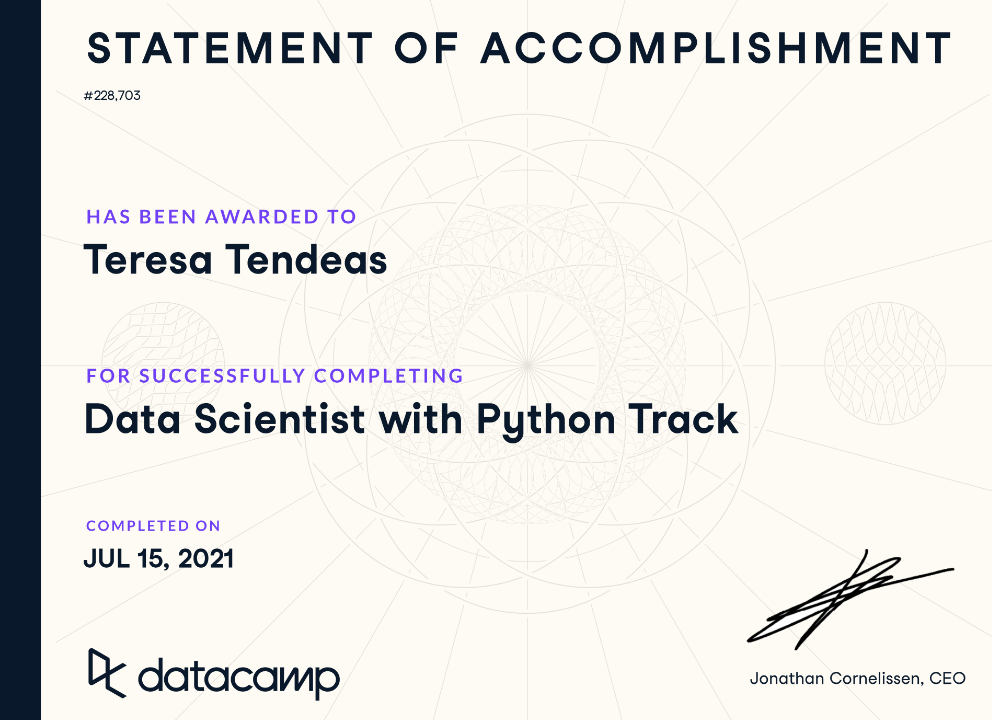 STATEMENT OF ACCOMPLISHMENT
#228,703
HAS BEEN AWARDED TO
Teresa Tendeas
FOR SUCCESSFULLY COMPLETING
Data Scientist with Python Track
COMPLETED ON
JUL 15, 2021
datacamp
Jonathan Cornelissen, CEO